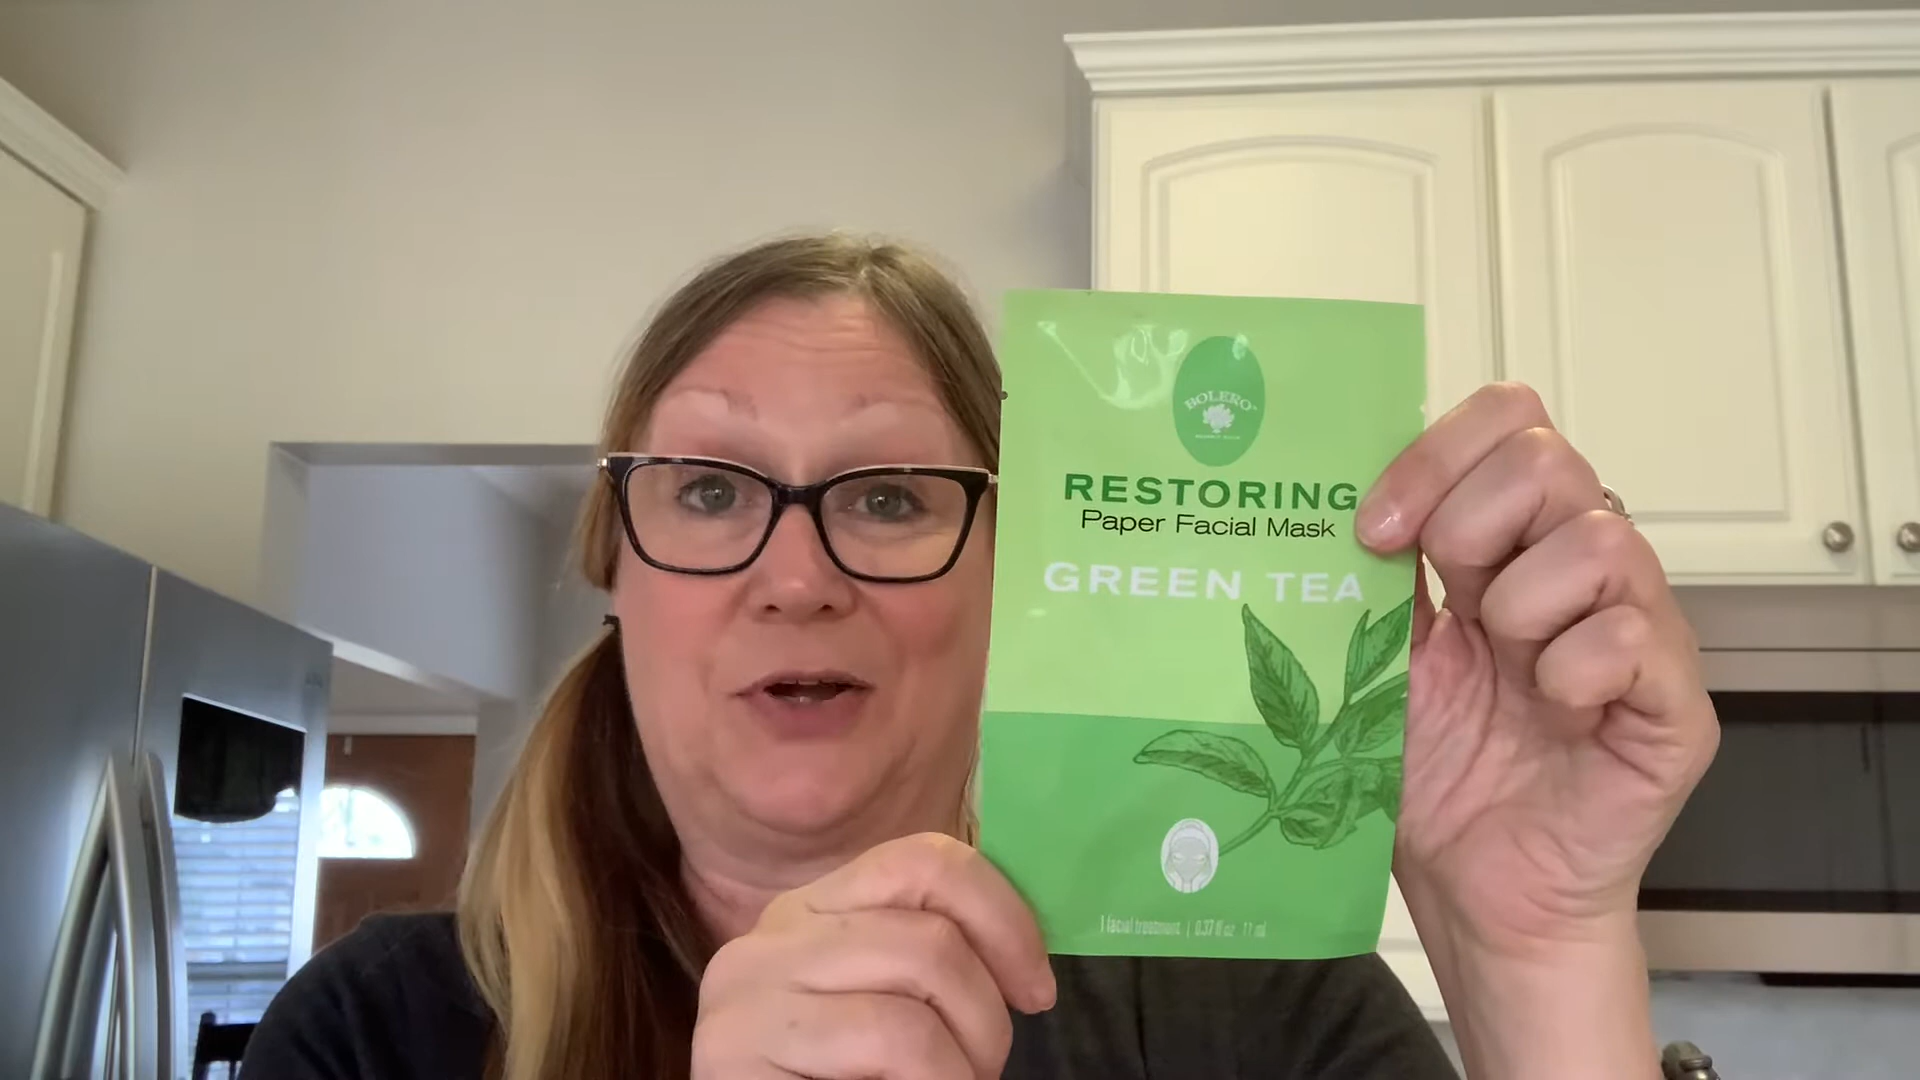 BOLERO
RESTORING
Paper Facial Mask
GREEN TEA
1 facial treatment | 0.37 fl oz 11 ml